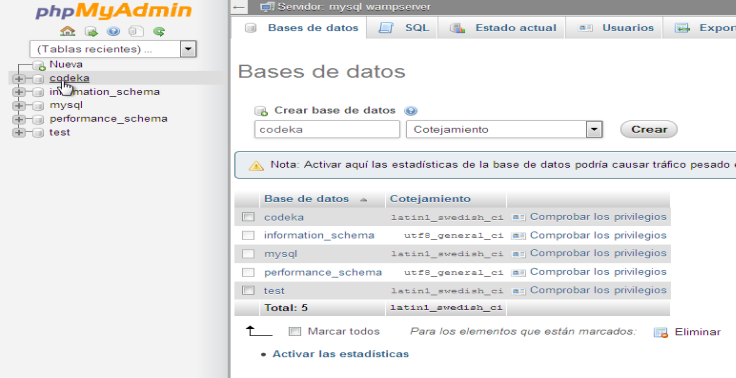 phpMyAdmin
(Tablas recientes) ...
Nueva
codeka
information_schema
mysql
performance_schema
test
Servidor: mysql wampserver
Bases de datos SQL Estado actual Usuarios Expor
Bases de datos
Crear base de datos
codeka Cotejamiento Crear
Nota: Activar aquí las estadísticas de la base de datos podría causar tráfico pesado
Base de datos Cotejamiento
codeka latin1_swedish_ci Comprobar los privilegios
information_schema utf8_general_ci Comprobar los privilegios
mysql latin1_swedish_ci Comprobar los privilegios
performance_schema utf8_general_ci Comprobar los privilegios
test latin1_swedish_ci Comprobar los privilegios
Total: 5 latin1_swedish_ci
Marcar todos Para los elementos que están marcados: Eliminar
Activar las estadísticas